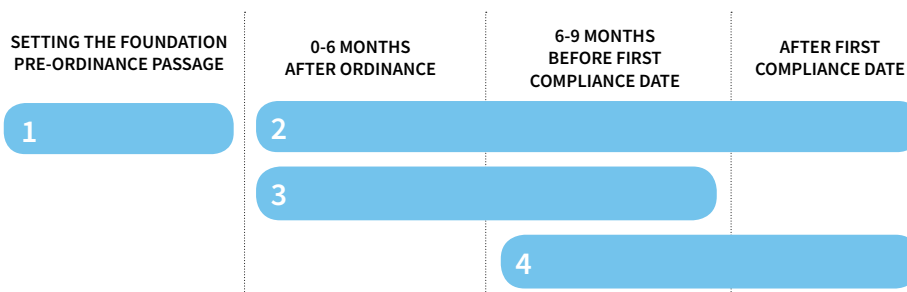 SETTING THE FOUNDATION
PRE-ORDINANCE PASSAGE
0-6 MONTHS
AFTER ORDINANCE
6-9 MONTHS
BEFORE FIRST
COMPLIANCE DATE
AFTER FIRST
COMPLIANCE DATE
1
2
3
4